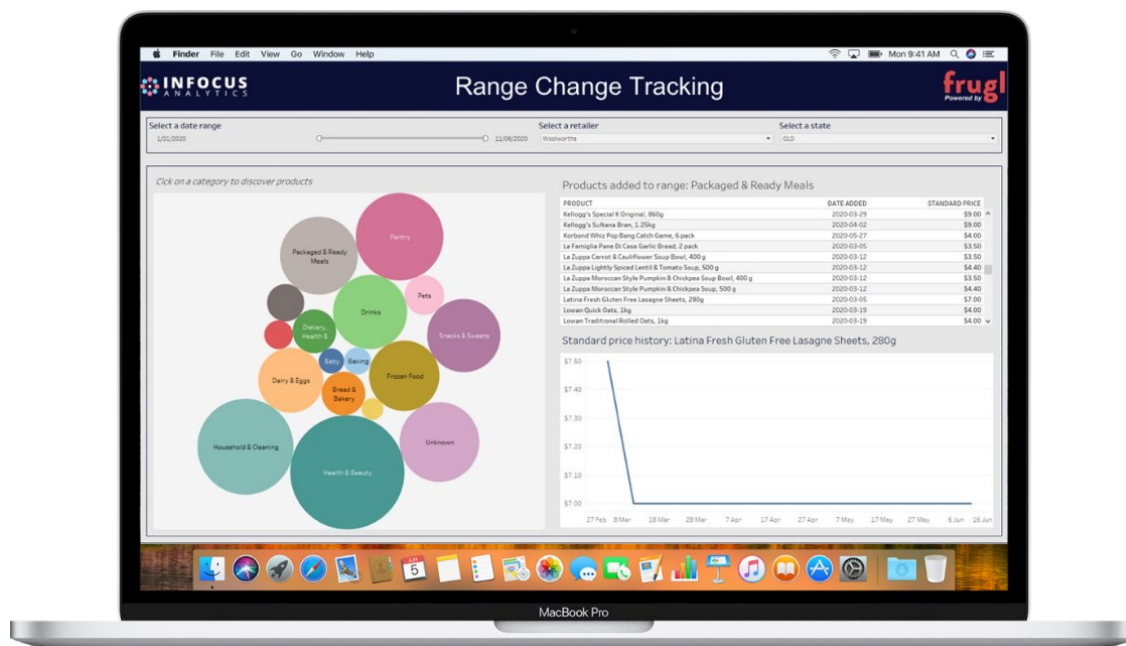 Finder File Edit View Go Window Help Mon 9:41 AM
INFOCUS
ANALYTICS
Range Change Tracking
frugl
Powered by
Select a date range
1/01/2020 11/06/2020
Select a retailer
Woolworths
Select a state
QLD
Click on a category to discover products
Pantry
Packaged & Ready
Meals
Pets
Drinks
Dietary,
Health &
Snacks & Sweets
Baby
Baking
Dairy & Eggs
Frozen Food
Bread &
Bakery
Household & Cleaning
Unknown
Health & Beauty
Products added to range: Packaged & Ready Meals
PRODUCT DATE ADDED STANDARD PRICE
Kellogg's Special K Original, 860g 2020-03-29 $9.00
Kellogg's Sultana Bran, 1.25kg 2020-04-02 $9.00
Korbond Whiz Pop Bang Catch Game, 6 pack 2020-05-27 $4.00
La Famiglia Pane Di Casa Garlic Bread, 2 pack 2020-03-05 $3.50
La Zuppa Carrot & Cauliflower Soup Bowl, 400 g 2020-03-12 $3.50
La Zuppa Lightly Spiced Lentil & Tomato Soup, 500 g 2020-03-12 $4.40
La Zuppa Moroccan Style Pumpkin & Chickpea Soup Bowl, 400 g 2020-03-12 $3.50
La Zuppa Moroccan Style Pumpkin & Chickpea Soup, 500 g 2020-03-12 $4.40
Latina Fresh Gluten Free Lasagne Sheets, 280g 2020-03-05 $7.00
Lowan Quick Oats, 1kg 2020-03-19 $4.00
Lowan Traditional Rolled Oats, 1kg 2020-03-19 $4.00
Standard price history: Latina Fresh Gluten Free Lasagne Sheets, 280g
$7.50
$7.40
$7.30
$7.20
$7.10
$7.00
27 Feb 8 Mar 18 Mar 28 Mar 7 Apr 17 Apr 27 Apr 7 May 17 May 27 May 6 Jun 16 Jun
5
MacBook Pro